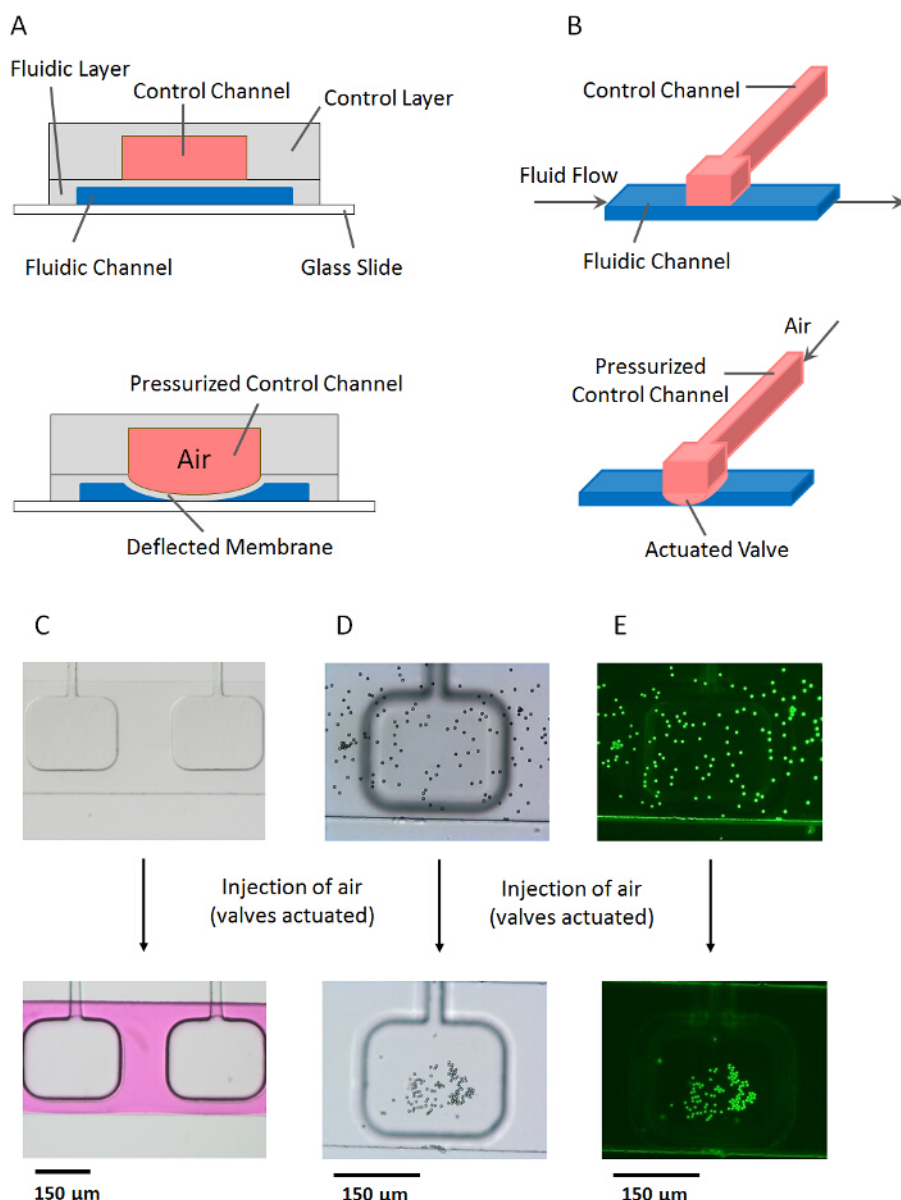 A
Fluidic Layer
Control Channel
Control Layer
Fluidic Channel
Glass Slide
Pressurized Control Channel
Air
Deflected Membrane
B
Control Channel
Fluid Flow
Fluidic Channel
Air
Pressurized
Control Channel
Actuated Valve
C
D
E
Injection of air
(valves actuated)
Injection of air
(valves actuated)
150 µm
150 µm
150 µm